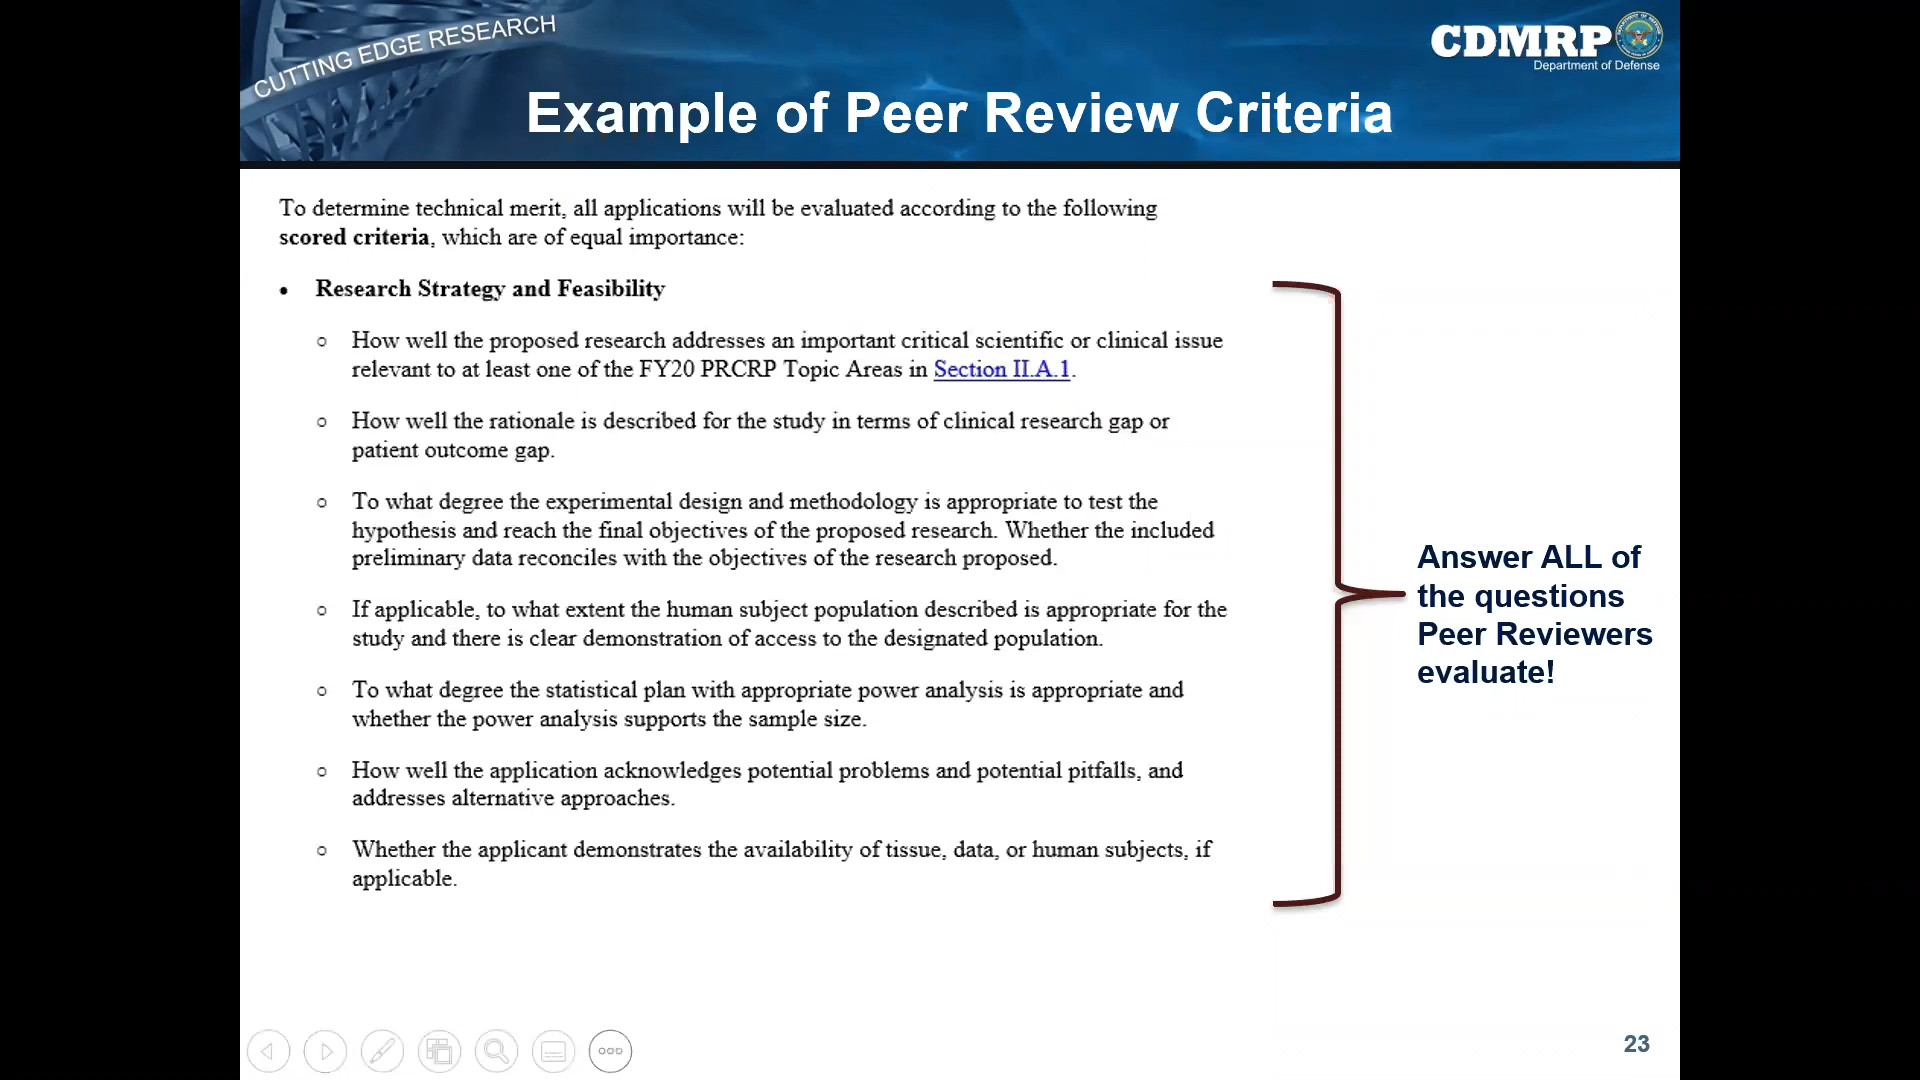 CUTTING EDGE RESEARCH
CDMRP
Department of Defense
Example of Peer Review Criteria
To determine technical merit, all applications will be evaluated according to the following
scored criteria, which are of equal importance:
• Research Strategy and Feasibility
○ How well the proposed research addresses an important critical scientific or clinical issue
relevant to at least one of the FY20 PRCRP Topic Areas in Section II.A.1.
○ How well the rationale is described for the study in terms of clinical research gap or
patient outcome gap.
○ To what degree the experimental design and methodology is appropriate to test the
hypothesis and reach the final objectives of the proposed research. Whether the included
preliminary data reconciles with the objectives of the research proposed.
○ If applicable, to what extent the human subject population described is appropriate for the
study and there is clear demonstration of access to the designated population.
○ To what degree the statistical plan with appropriate power analysis is appropriate and
whether the power analysis supports the sample size.
○ How well the application acknowledges potential problems and potential pitfalls, and
addresses alternative approaches.
○ Whether the applicant demonstrates the availability of tissue, data, or human subjects, if
applicable.
Answer ALL of
the questions
Peer Reviewers
evaluate!
23